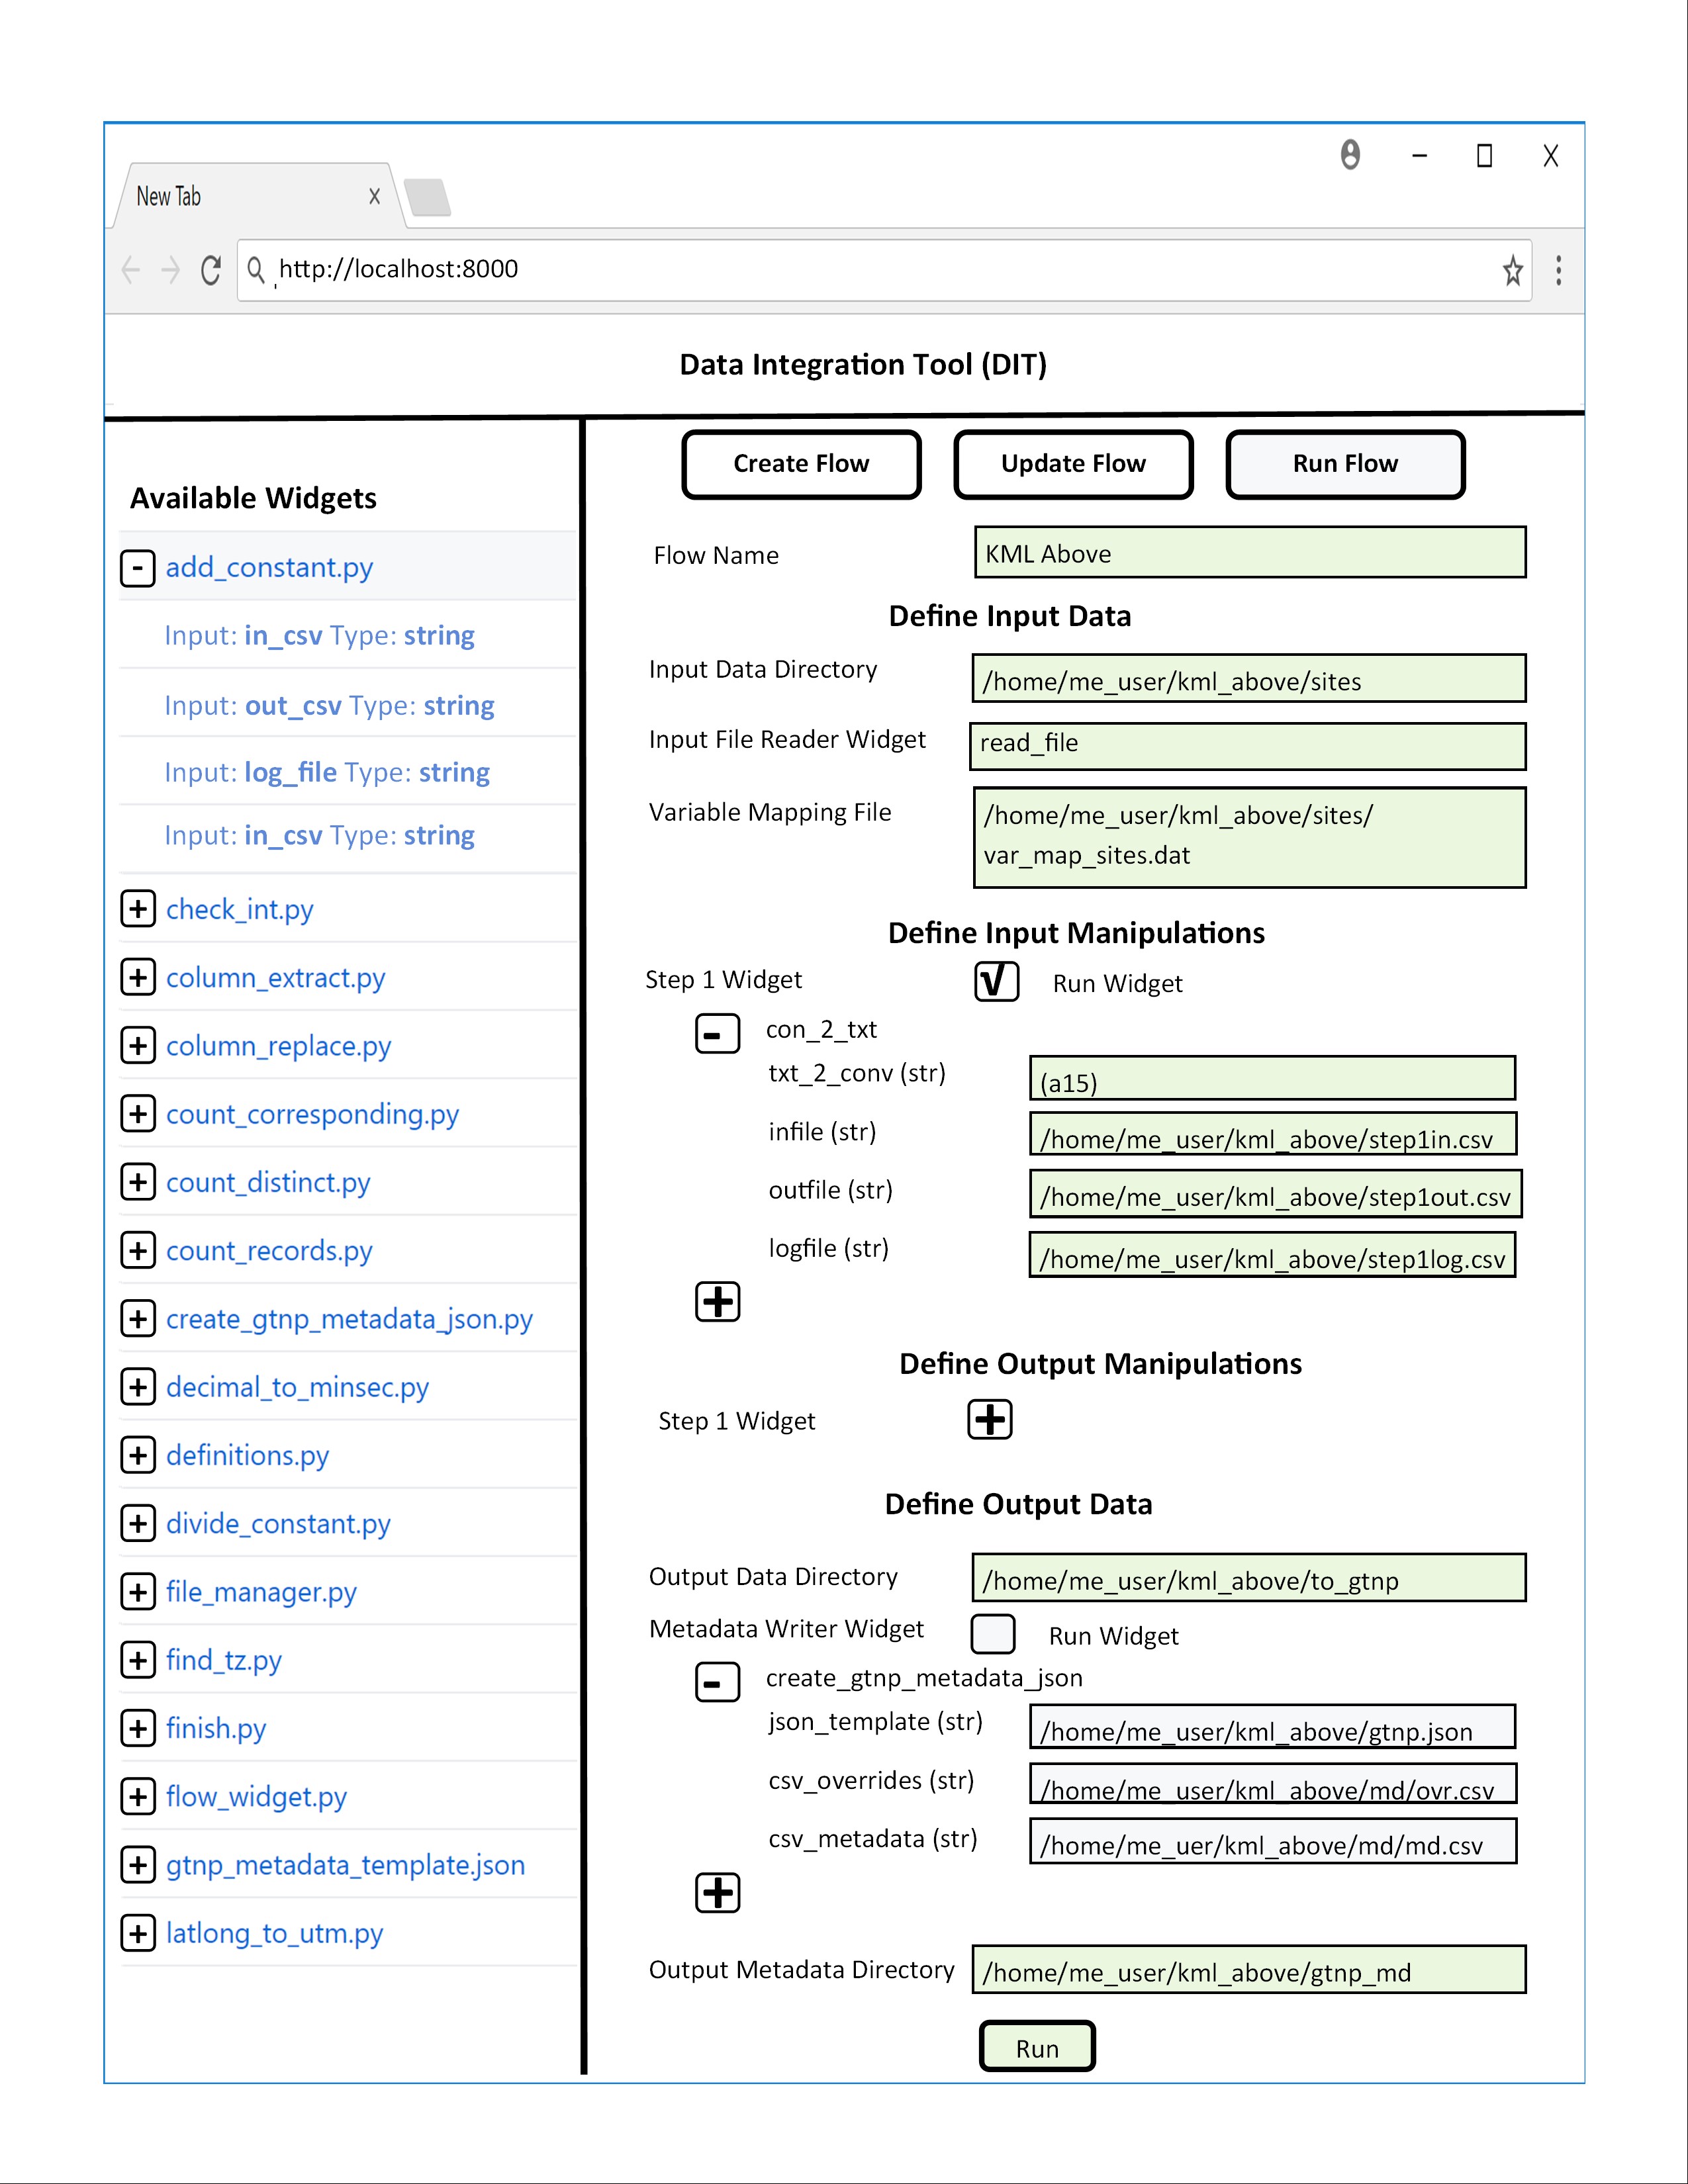 New Tab x
http://localhost:8000
Data Integration Tool (DIT)
Available Widgets
- add_constant.py
Input: in_csv Type: string
Input: out_csv Type: string
Input: log_file Type: string
Input: in_csv Type: string
+ check_int.py
+ column_extract.py
+ column_replace.py
+ count_corresponding.py
+ count_distinct.py
+ count_records.py
+ create_gtnp_metadata_json.py
+ decimal_to_minsec.py
+ definitions.py
+ divide_constant.py
+ file_manager.py
+ find_tz.py
+ finish.py
+ flow_widget.py
+ gtnp_metadata_template.json
+ latlong_to_utm.py
Create Flow Update Flow Run Flow
Flow Name KML Above
Define Input Data
Input Data Directory /home/me_user/kml_above/sites
Input File Reader Widget read_file
Variable Mapping File /home/me_user/kml_above/sites/
var_map_sites.dat
Define Input Manipulations
Step 1 Widget √ Run Widget
- con_2_txt
txt_2_conv (str) (a15)
infile (str) /home/me_user/kml_above/step1in.csv
outfile (str) /home/me_user/kml_above/step1out.csv
logfile (str) /home/me_user/kml_above/step1log.csv
+
Define Output Manipulations
Step 1 Widget +
Define Output Data
Output Data Directory /home/me_user/kml_above/to_gtnp
Metadata Writer Widget Run Widget
- create_gtnp_metadata_json
json_template (str) /home/me_user/kml_above/gtnp.json
csv_overrides (str) /home/me_user/kml_above/md/ovr.csv
csv_metadata (str) /home/me_uer/kml_above/md/md.csv
+
Output Metadata Directory /home/me_user/kml_above/gtnp_md
Run